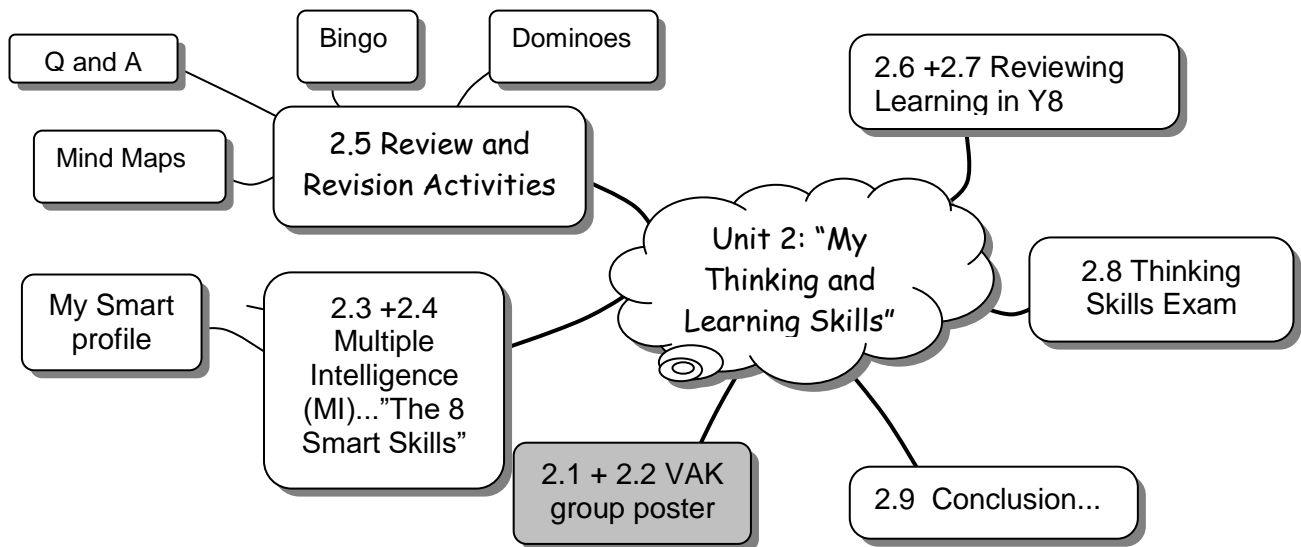 Q and A
Bingo
Dominoes
Mind Maps
2.5 Review and
Revision Activities
2.6 +2.7 Reviewing
Learning in Y8
Unit 2: “My
Thinking and
Learning Skills”
2.8 Thinking
Skills Exam
My Smart
profile
2.3 +2.4
Multiple
Intelligence
(MI)...”The 8
Smart Skills”
2.1 + 2.2 VAK
group poster
2.9 Conclusion...